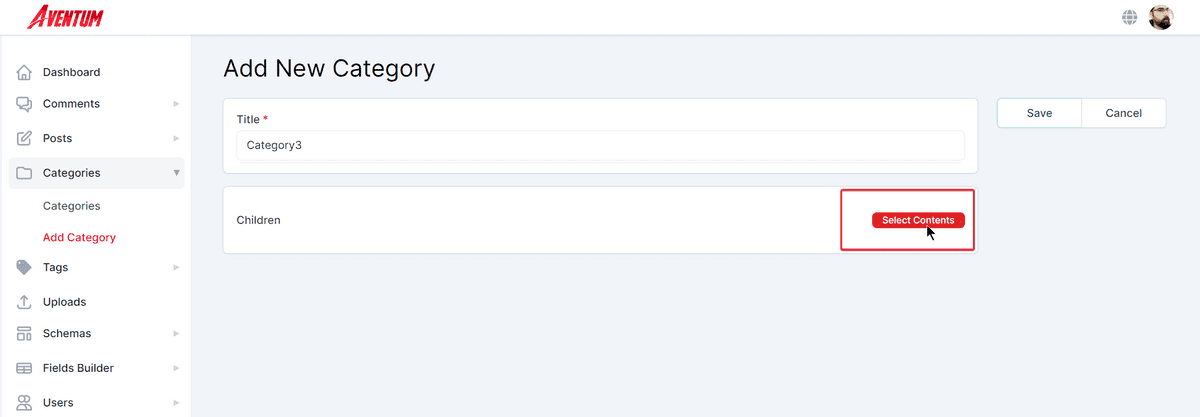 AVENTUM
Dashboard
Comments
Posts
Categories
Categories
Add Category
Tags
Uploads
Schemas
Fields Builder
Users
Add New Category
Title *
Category3
Children
Select Contents
Save
Cancel